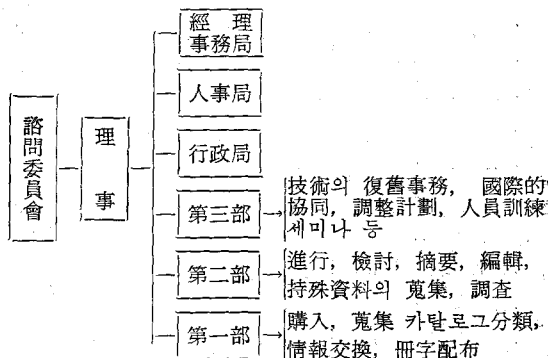 諮問委員會
理事
經理
事務局
人事局
行政局
第三部
技術의 復舊事務, 國際的
協同, 調整計劃, 人員訓練
세미나 등
第二部
進行, 檢討, 摘要, 編輯,
持殊資料의 蒐集, 調査
第一部
購入, 蒐集 카탈로그分類,
情報交換, 冊字配布